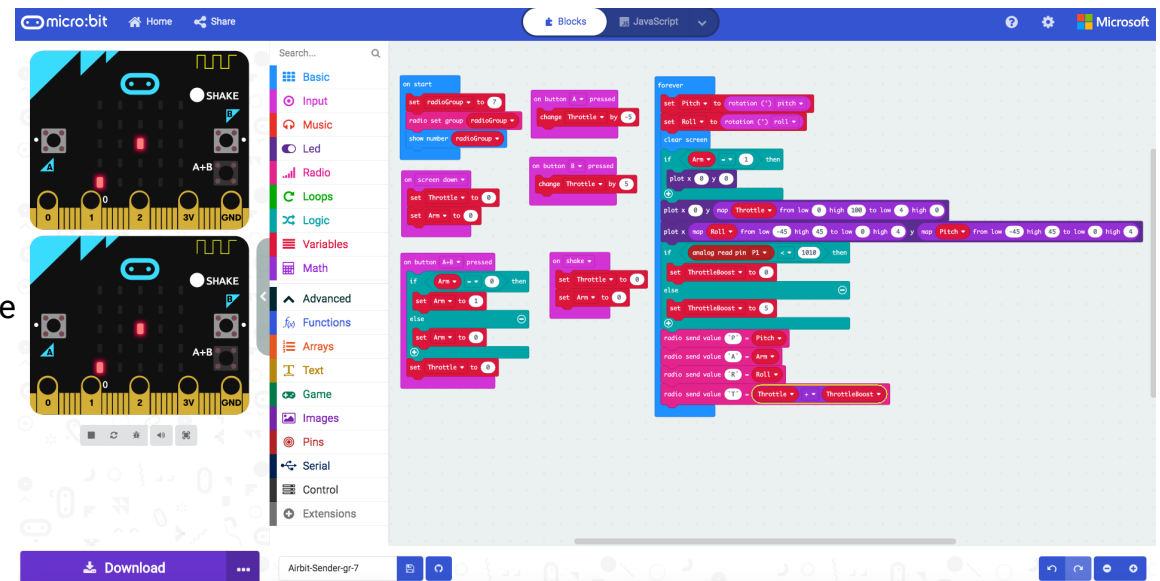 micro:bit Home Share Blocks JavaScript Microsoft
SHAKE
B
A
A+B
0
0 1 2 3V GND
SHAKE
B
A
A+B
0
0 1 2 3V GND
e
Search...
Basic
Input
Music
Led
Radio
Loops
Logic
Variables
Math
Advanced
Functions
Arrays
Text
Game
Images
Pins
Serial
Control
Extensions
on start
set radioGroup to 7
radio set group radioGroup
show number radioGroup
on screen down
set Throttle to 0
set Arm to 0
on button A+B pressed
if Arm = 0 then
set Arm to 1
else
set Arm to 0
set Throttle to 0
on button A pressed
change Throttle by -5
on button B pressed
change Throttle by 5
on shake
set Throttle to 0
set Arm to 0
forever
set Pitch to rotation (°) pitch
set Roll to rotation (°) roll
clear screen
if Arm = 1 then
plot x 0 y 0
plot x 0 y map Throttle from low 0 high 100 to low 4 high 0
plot x map Roll from low -45 high 45 to low 0 high 4 y map Pitch from low -45 high 45 to low 0 high 4
if analog read pin P1 < 1010 then
set ThrottleBoost to 0
else
set ThrottleBoost to 5
radio send value "P" = Pitch
radio send value "A" = Arm
radio send value "R" = Roll
radio send value "T" = Throttle + ThrottleBoost
Download ...
Airbit-Sender-gr-7